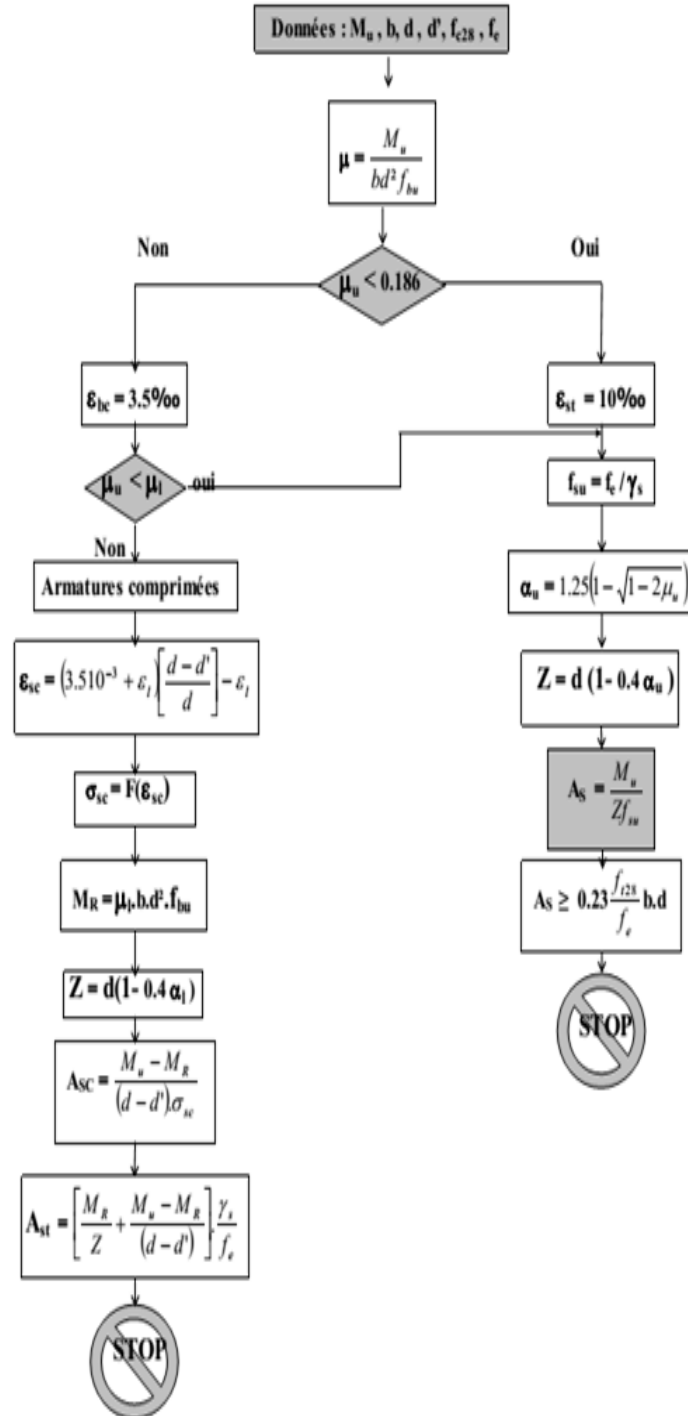 Données : Mu , b, d , d' , fc28 , fe
μ = Mu / bd² fbu
Non
Oui
μu < 0.186
εbc = 3.5‰
εst = 10‰
μu < μl
oui
fsu = fe / γs
Non
Armatures comprimées
αu = 1.25(1 − √(1 − 2μu))
εsc = (3.510⁻³ + εl)[(d − d') / d] − εl
Z = d (1- 0.4 αu)
σsc = F(εsc)
AS = Mu / Zfsu
MR = μl.b.d².fbu
AS ≥ 0.23 ft28 / fe b.d
Z = d(1- 0.4 αl)
STOP
ASC = (Mu − MR) / (d − d').σsc
Ast = [MR / Z + (Mu − MR) / (d − d')].γs / fe
STOP